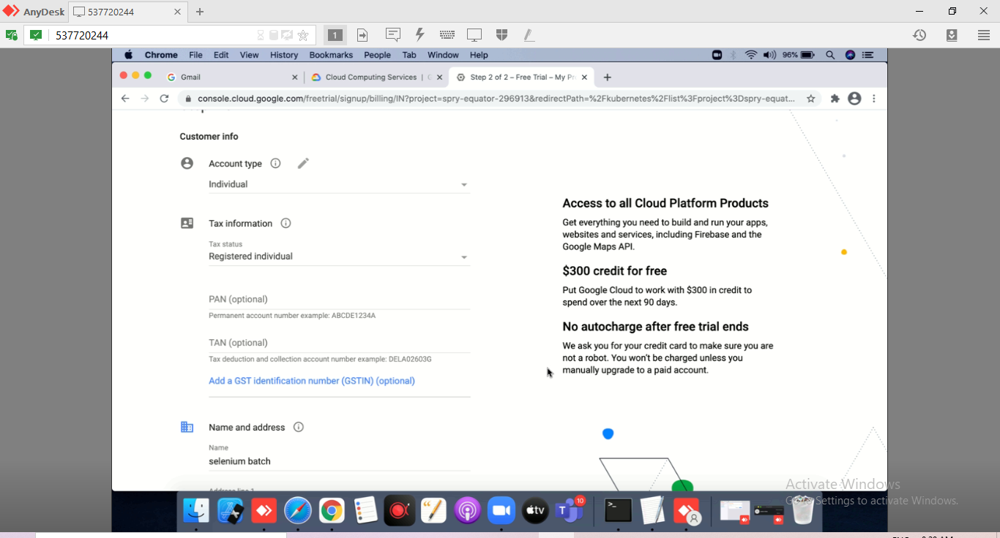 AnyDesk
537720244
537720244
1
Chrome File Edit View History Bookmarks People Tab Window Help
96%
Gmail
Cloud Computing Services |
Step 2 of 2 – Free Trial – My Pr
console.cloud.google.com/freetrial/signup/billing/IN?project=spry-equator-296913&redirectPath=%2Fkubernetes%2Flist%3Fproject%3Dspry-equat...
Customer info
Account type
Individual
Tax information
Tax status
Registered individual
PAN (optional)
Permanent account number example: ABCDE1234A
TAN (optional)
Tax deduction and collection account number example: DELA02603G
Add a GST identification number (GSTIN) (optional)
Name and address
Name
selenium batch
Access to all Cloud Platform Products
Get everything you need to build and run your apps,
websites and services, including Firebase and the
Google Maps API.
$300 credit for free
Put Google Cloud to work with $300 in credit to
spend over the next 90 days.
No autocharge after free trial ends
We ask you for your credit card to make sure you are
not a robot. You won't be charged unless you
manually upgrade to a paid account.
Activate Windows
Settings to activate Windows.
tv
10